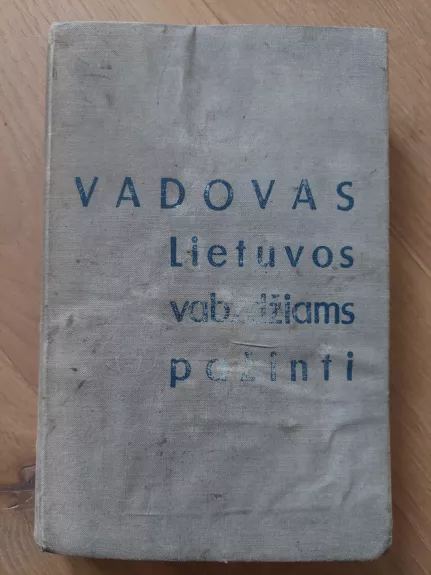 VADOVAS
Lietuvos
vabzdžiams
pažinti